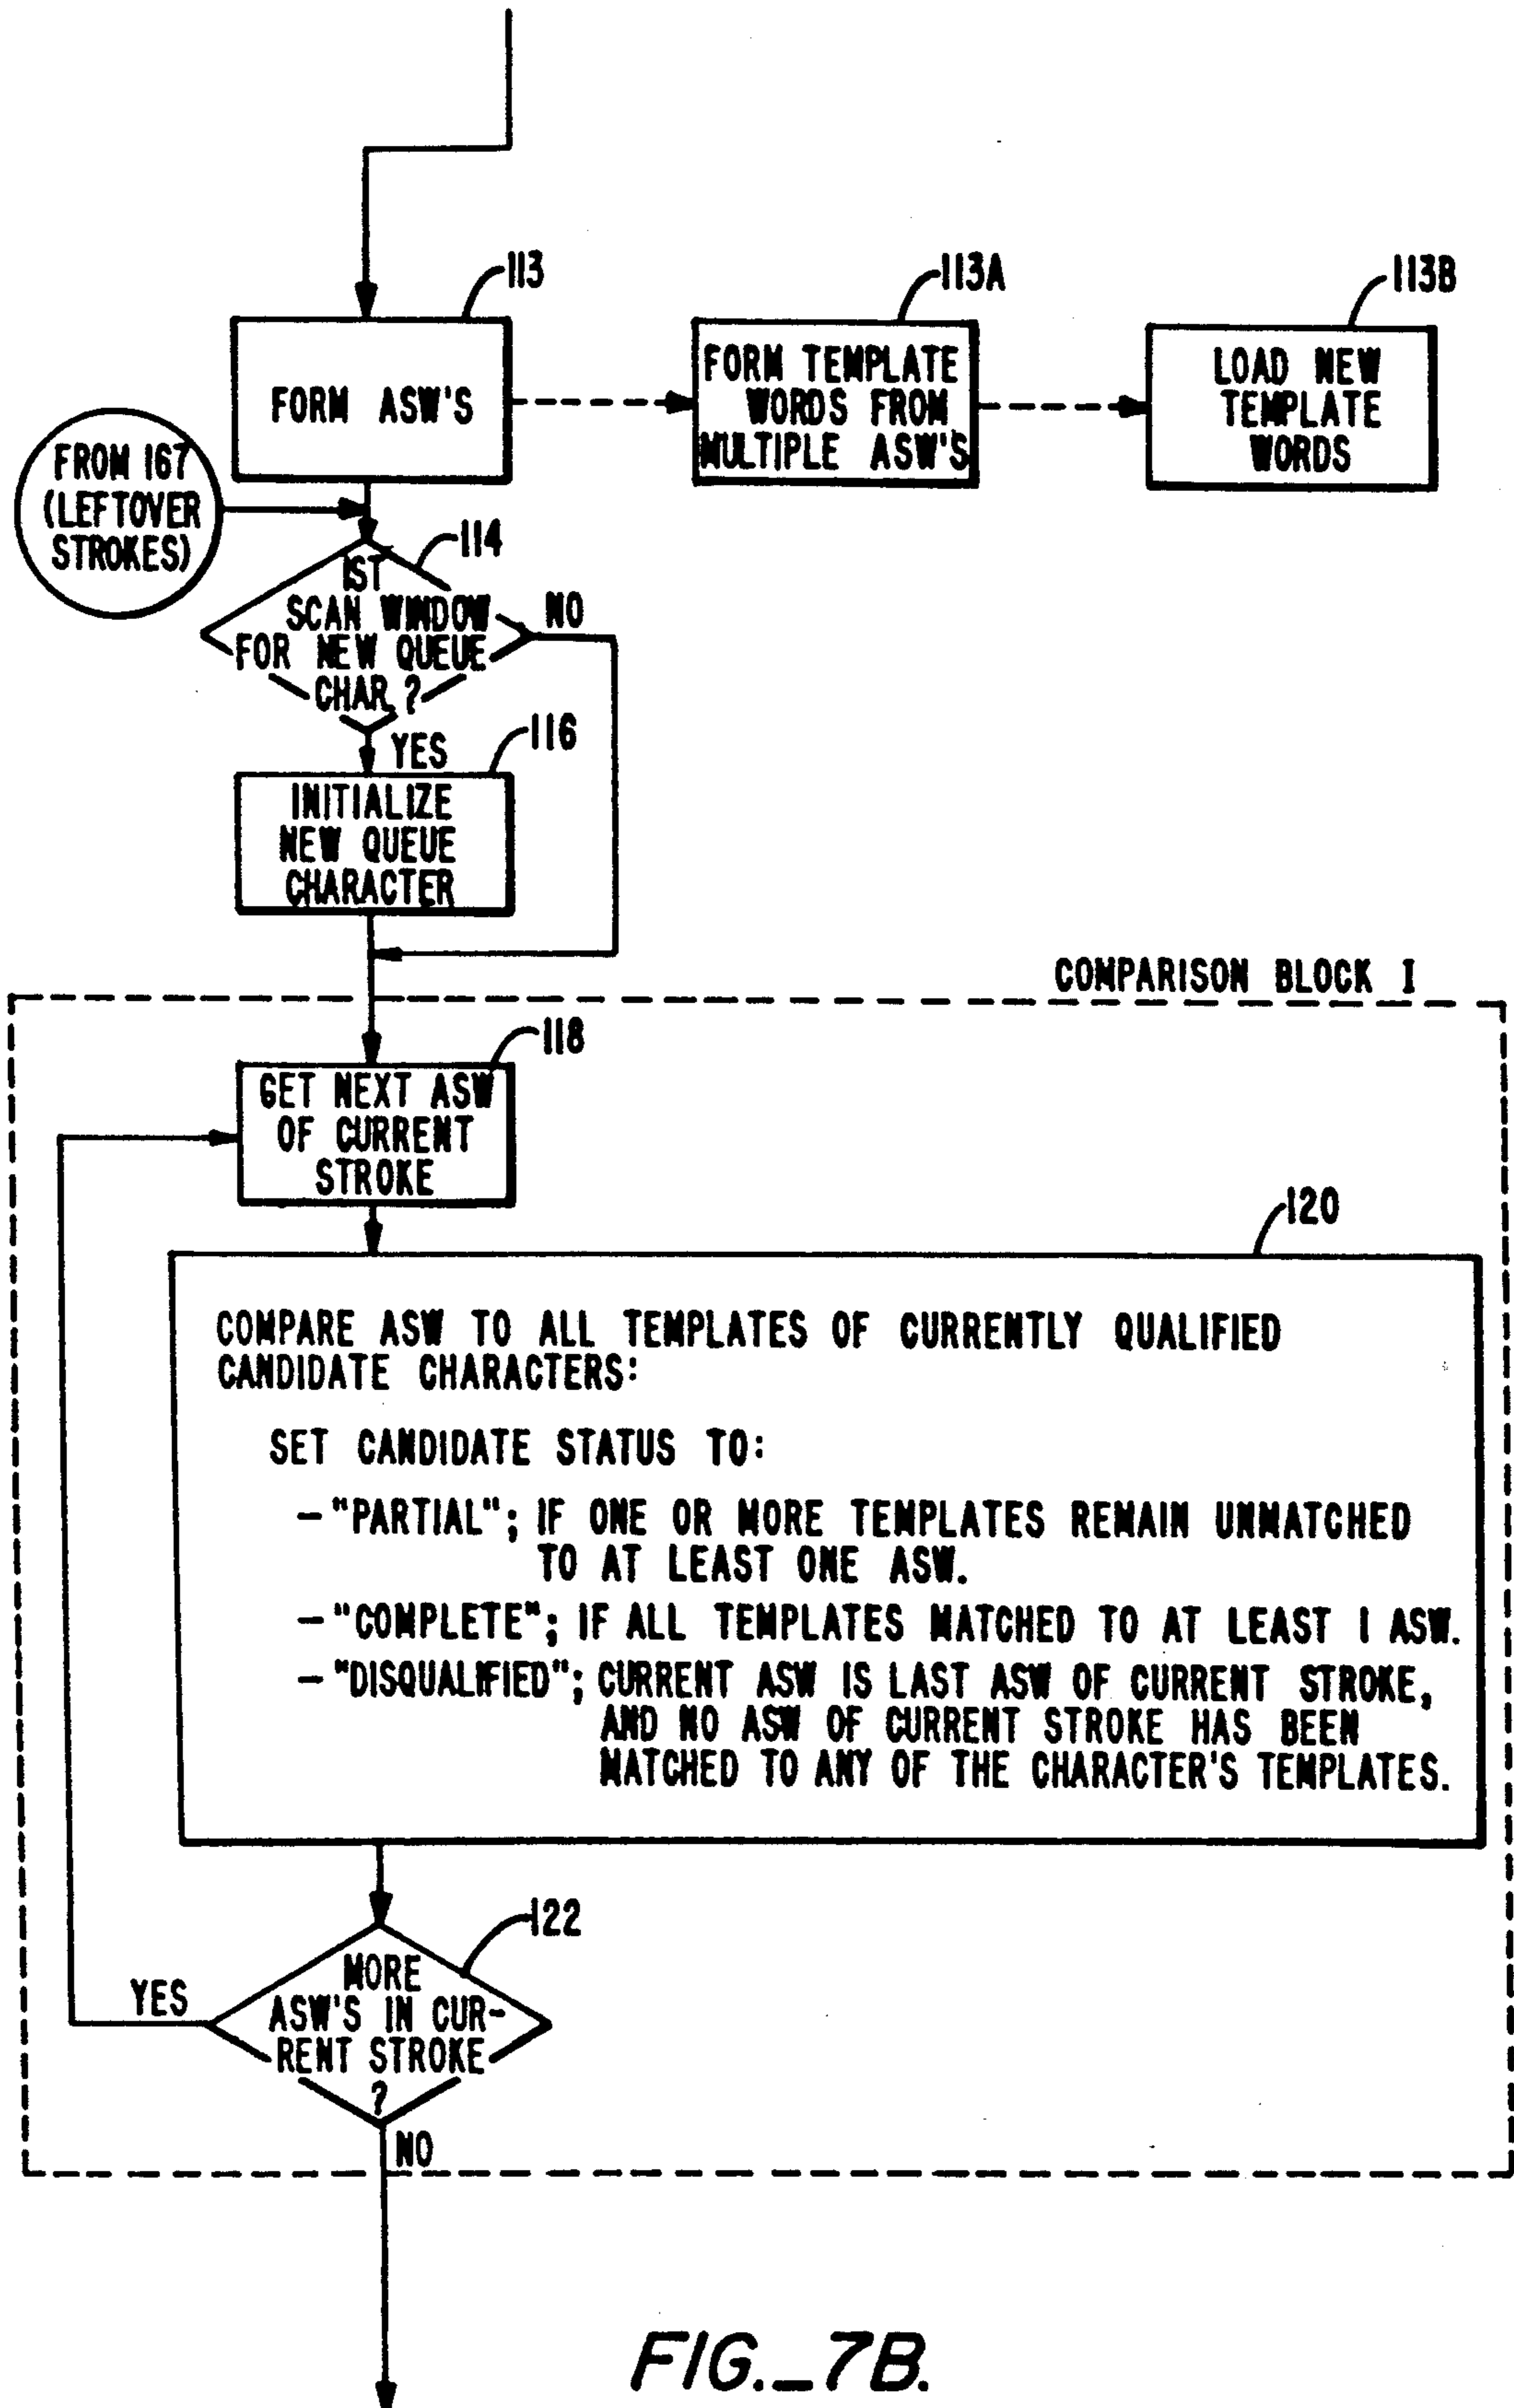 113
113A
113B
FORM ASW'S
FORM TEMPLATE
WORDS FROM
MULTIPLE ASW'S
LOAD NEW
TEMPLATE
WORDS
FROM 167
(LEFTOVER
STROKES)
114
1ST
SCAN WINDOW
FOR NEW QUEUE
CHAR.?
NO
YES
116
INITIALIZE
NEW QUEUE
CHARACTER
COMPARISON BLOCK I
118
GET NEXT ASW
OF CURRENT
STROKE
120
COMPARE ASW TO ALL TEMPLATES OF CURRENTLY QUALIFIED
CANDIDATE CHARACTERS:
SET CANDIDATE STATUS TO:
— "PARTIAL"; IF ONE OR MORE TEMPLATES REMAIN UNMATCHED
TO AT LEAST ONE ASW.
— "COMPLETE"; IF ALL TEMPLATES MATCHED TO AT LEAST 1 ASW.
— "DISQUALIFIED"; CURRENT ASW IS LAST ASW OF CURRENT STROKE,
AND NO ASW OF CURRENT STROKE HAS BEEN
MATCHED TO ANY OF THE CHARACTER'S TEMPLATES.
122
MORE
ASW'S IN CUR-
RENT STROKE
?
YES
NO
FIG._7B.